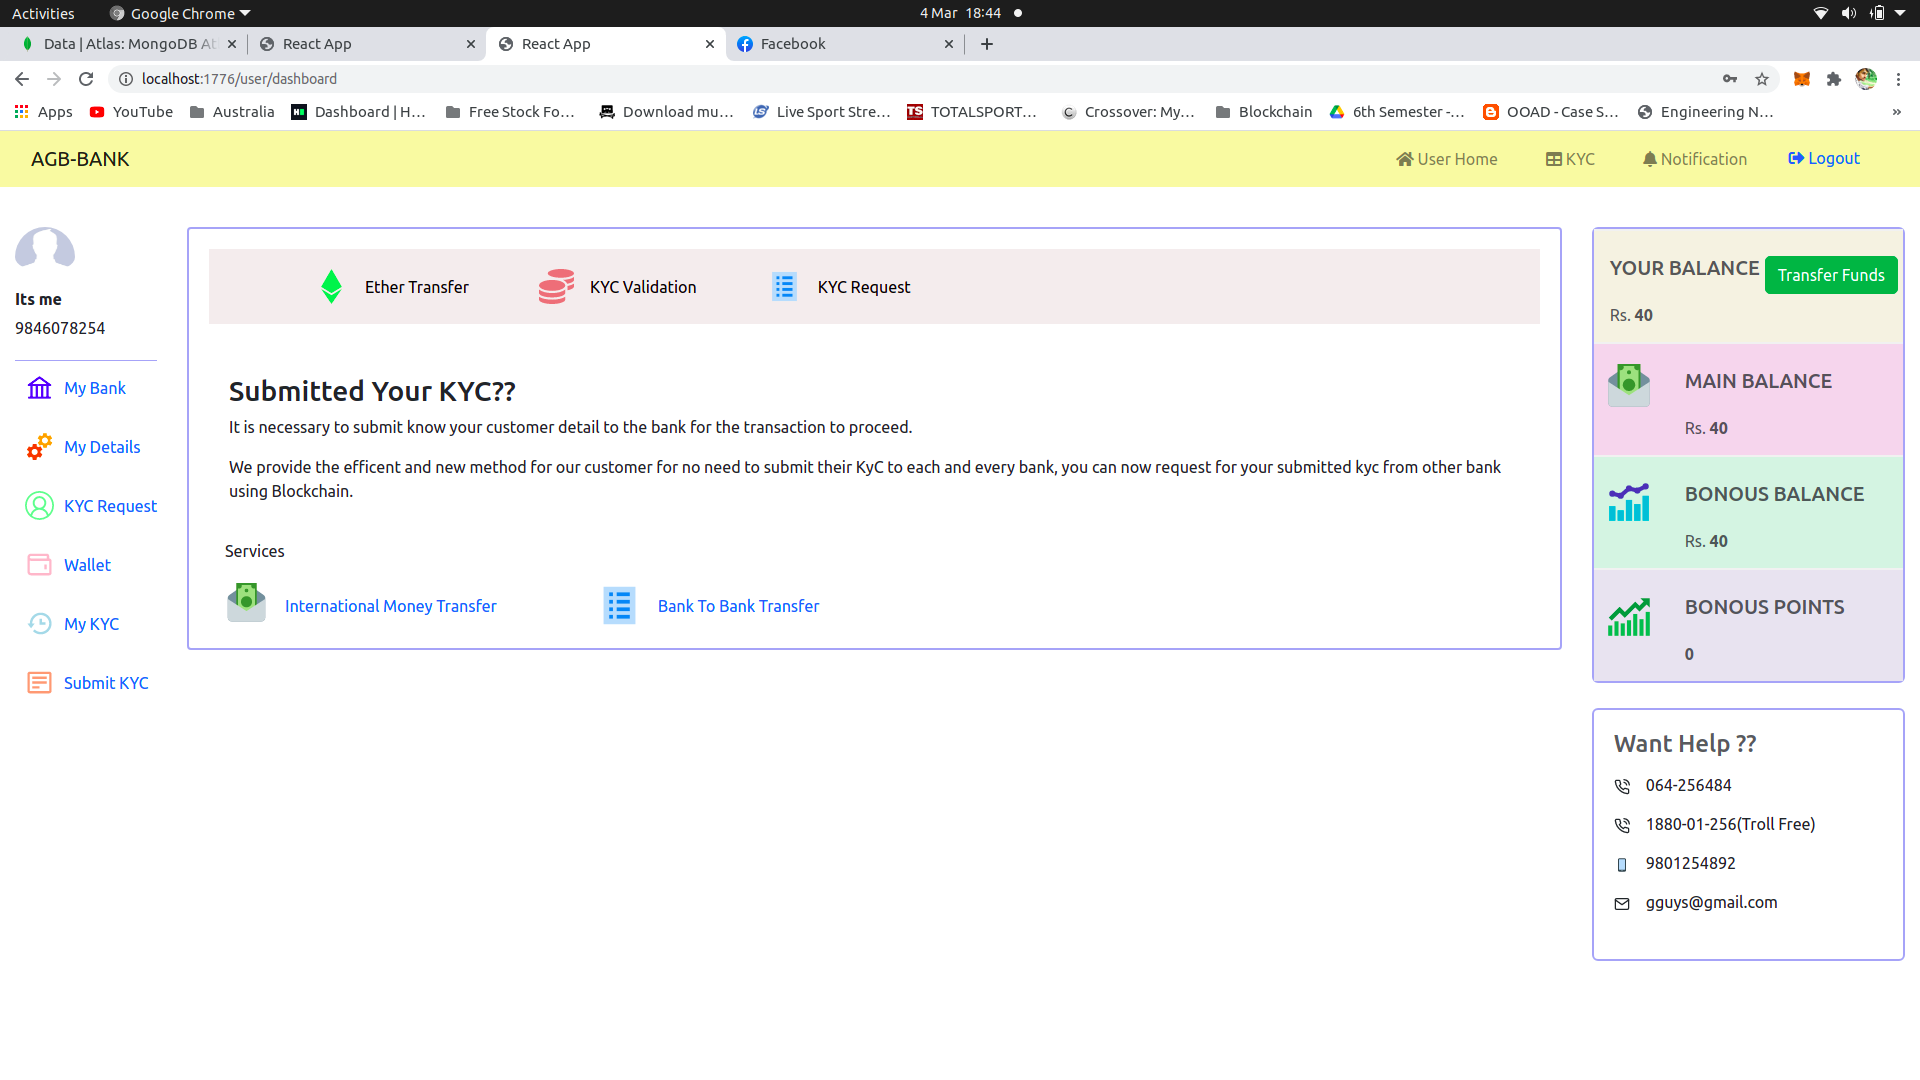 Activities
Google Chrome
4 Mar 18:44
Data | Atlas: MongoDB At
React App
React App
Facebook
localhost:1776/user/dashboard
Apps
YouTube
Australia
Dashboard | H...
Free Stock Fo...
Download mu...
Live Sport Stre...
TOTALSPORT...
Crossover: My...
Blockchain
6th Semester -...
OOAD - Case S...
Engineering N...
»
AGB-BANK
User Home
KYC
Notification
Logout
Its me
9846078254
My Bank
My Details
KYC Request
Wallet
My KYC
Submit KYC
Ether Transfer
KYC Validation
KYC Request
Submitted Your KYC??
It is necessary to submit know your customer detail to the bank for the transaction to proceed.
We provide the efficent and new method for our customer for no need to submit their KyC to each and every bank, you can now request for your submitted kyc from other bank
using Blockchain.
Services
International Money Transfer
Bank To Bank Transfer
YOUR BALANCE
Transfer Funds
Rs. 40
MAIN BALANCE
Rs. 40
BONOUS BALANCE
Rs. 40
BONOUS POINTS
0
Want Help ??
064-256484
1880-01-256(Troll Free)
9801254892
gguys@gmail.com